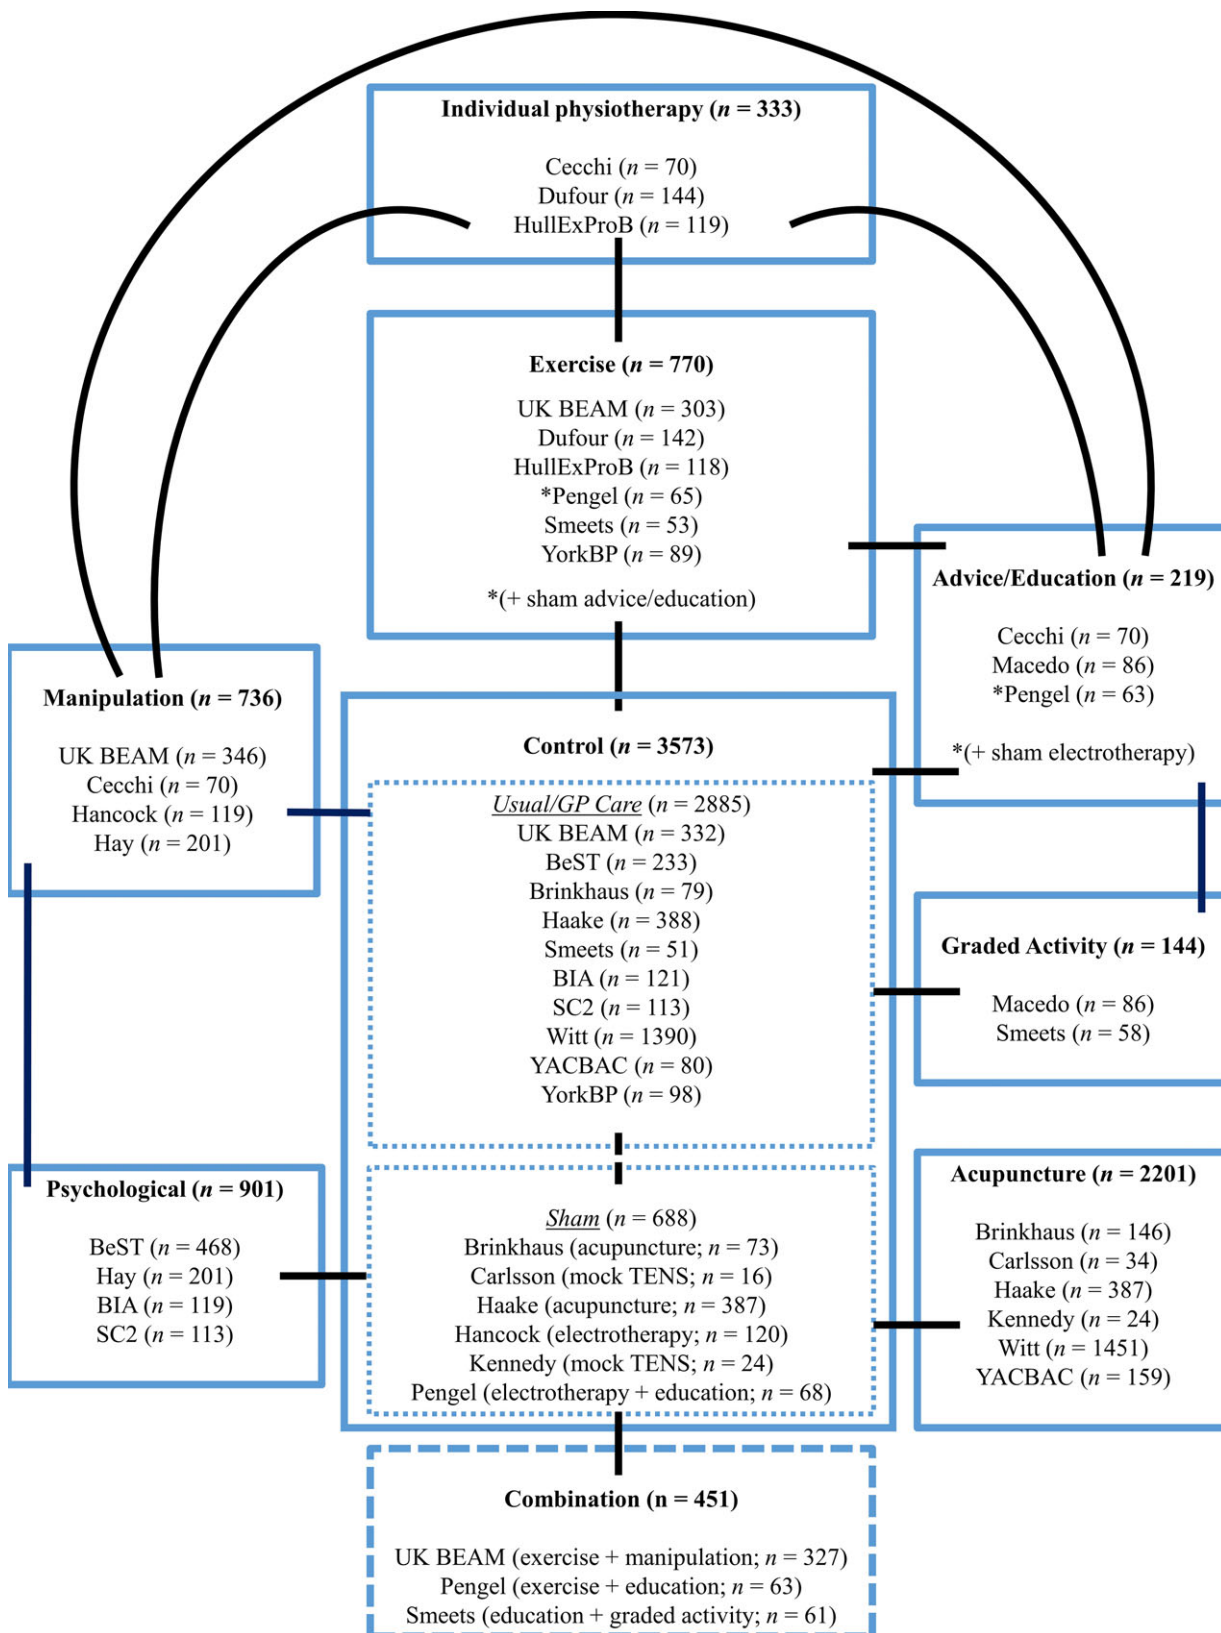 Individual physiotherapy (n = 333)
Cecchi (n = 70)
Dufour (n = 144)
HullExProB (n = 119)
Exercise (n = 770)
UK BEAM (n = 303)
Dufour (n = 142)
HullExProB (n = 118)
*Pengel (n = 65)
Smeets (n = 53)
YorkBP (n = 89)
*(+ sham advice/education)
Advice/Education (n = 219)
Cecchi (n = 70)
Macedo (n = 86)
*Pengel (n = 63)
*(+ sham electrotherapy)
Manipulation (n = 736)
UK BEAM (n = 346)
Cecchi (n = 70)
Hancock (n = 119)
Hay (n = 201)
Control (n = 3573)
Usual/GP Care (n = 2885)
UK BEAM (n = 332)
BeST (n = 233)
Brinkhaus (n = 79)
Haake (n = 388)
Smeets (n = 51)
BIA (n = 121)
SC2 (n = 113)
Witt (n = 1390)
YACBAC (n = 80)
YorkBP (n = 98)
Graded Activity (n = 144)
Macedo (n = 86)
Smeets (n = 58)
Psychological (n = 901)
BeST (n = 468)
Hay (n = 201)
BIA (n = 119)
SC2 (n = 113)
Sham (n = 688)
Brinkhaus (acupuncture; n = 73)
Carlsson (mock TENS; n = 16)
Haake (acupuncture; n = 387)
Hancock (electrotherapy; n = 120)
Kennedy (mock TENS; n = 24)
Pengel (electrotherapy + education; n = 68)
Acupuncture (n = 2201)
Brinkhaus (n = 146)
Carlsson (n = 34)
Haake (n = 387)
Kennedy (n = 24)
Witt (n = 1451)
YACBAC (n = 159)
Combination (n = 451)
UK BEAM (exercise + manipulation; n = 327)
Pengel (exercise + education; n = 63)
Smeets (education + graded activity; n = 61)